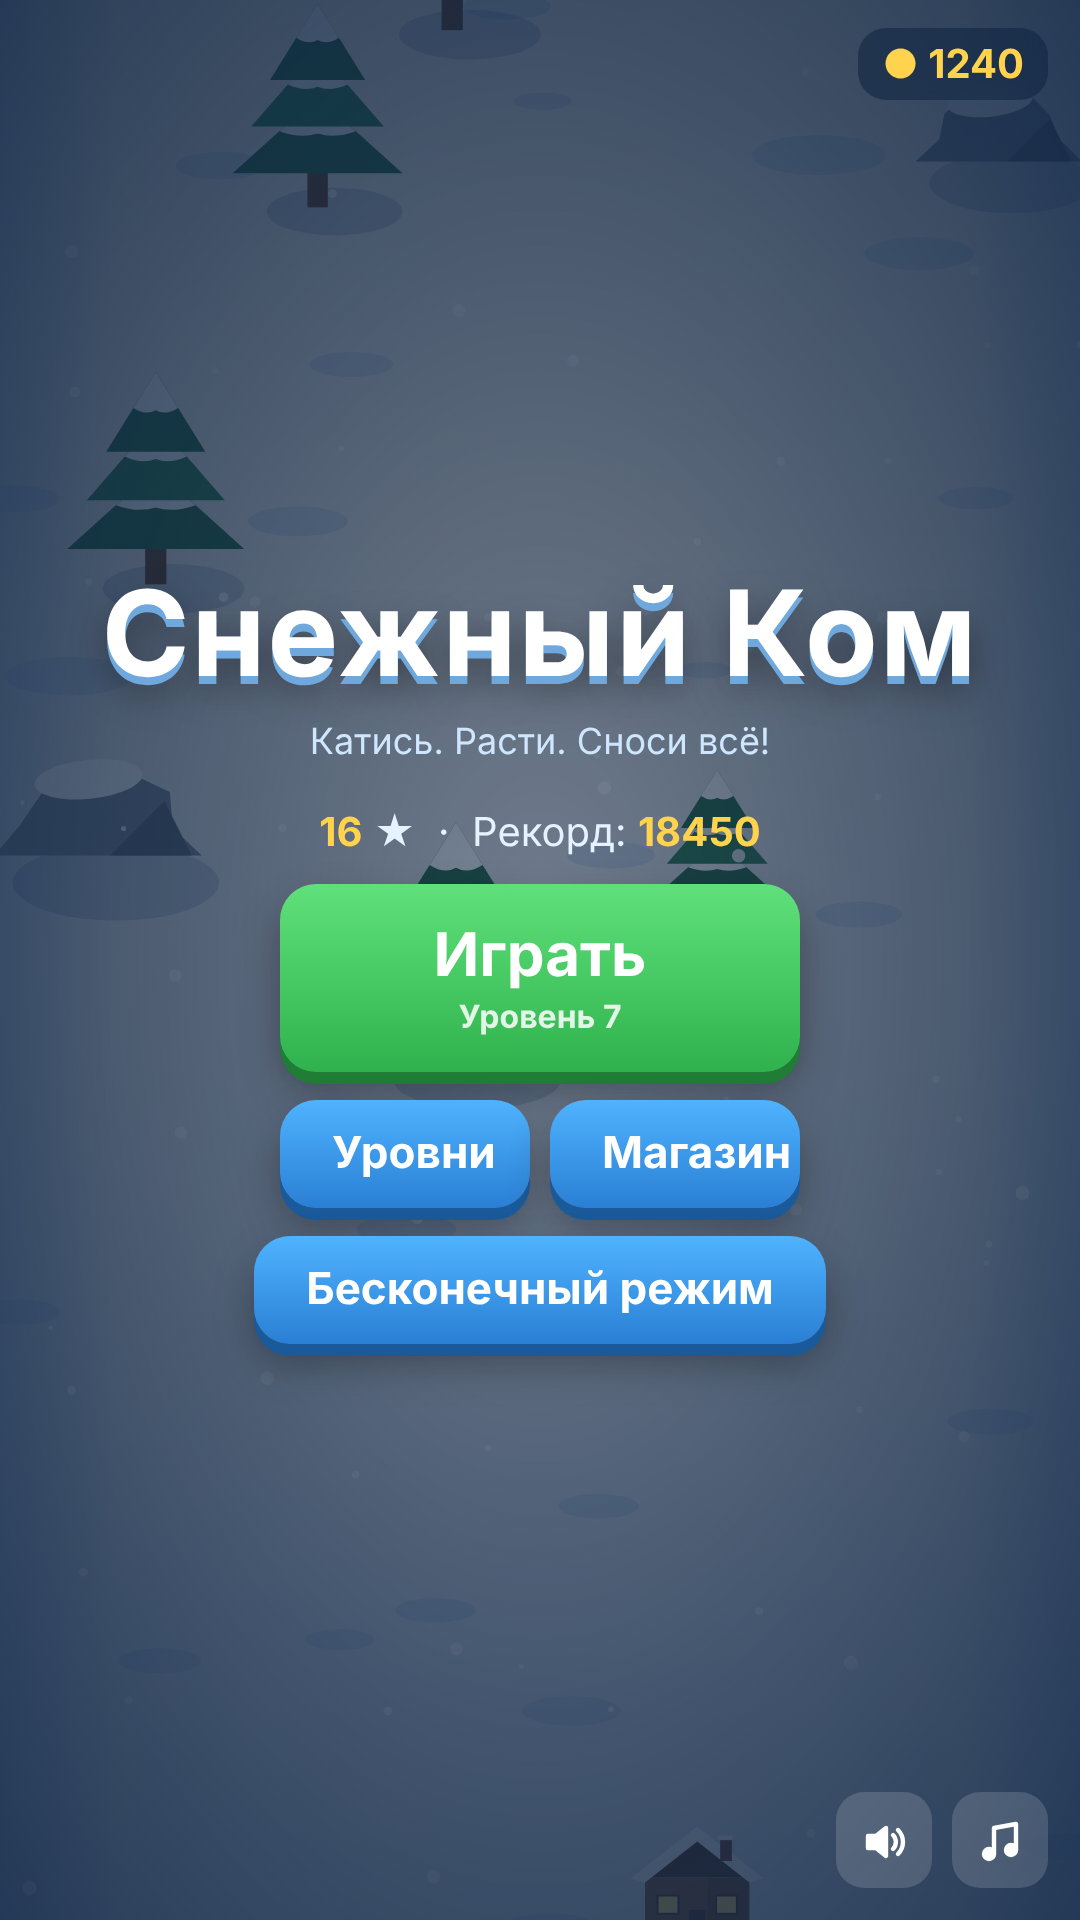 1240
Снежный Ком
Катись. Расти. Сноси всё!
16 ★ · Рекорд: 18450
Играть
Уровень 7
Уровни
Магазин
Бесконечный режим